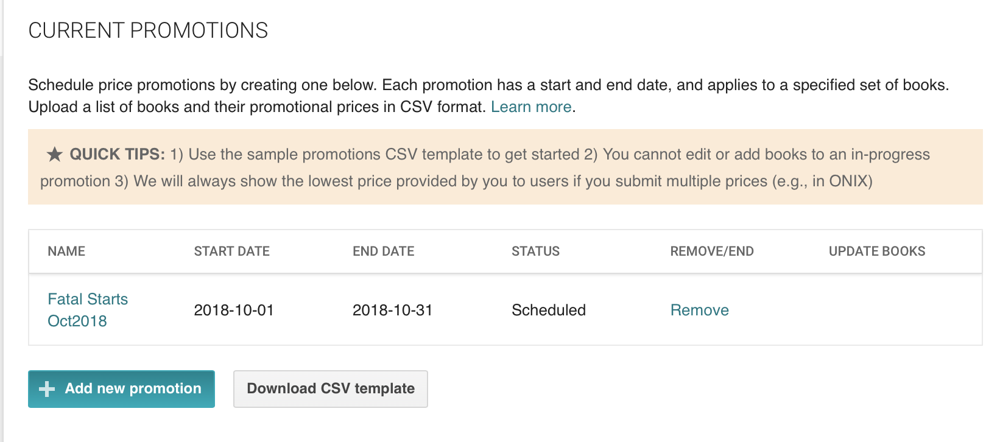 CURRENT PROMOTIONS
Schedule price promotions by creating one below. Each promotion has a start and end date, and applies to a specified set of books.
Upload a list of books and their promotional prices in CSV format. Learn more.
★ QUICK TIPS: 1) Use the sample promotions CSV template to get started 2) You cannot edit or add books to an in-progress
promotion 3) We will always show the lowest price provided by you to users if you submit multiple prices (e.g., in ONIX)
NAME START DATE END DATE STATUS REMOVE/END UPDATE BOOKS
Fatal Starts
Oct2018 2018-10-01 2018-10-31 Scheduled Remove
Add new promotion Download CSV template